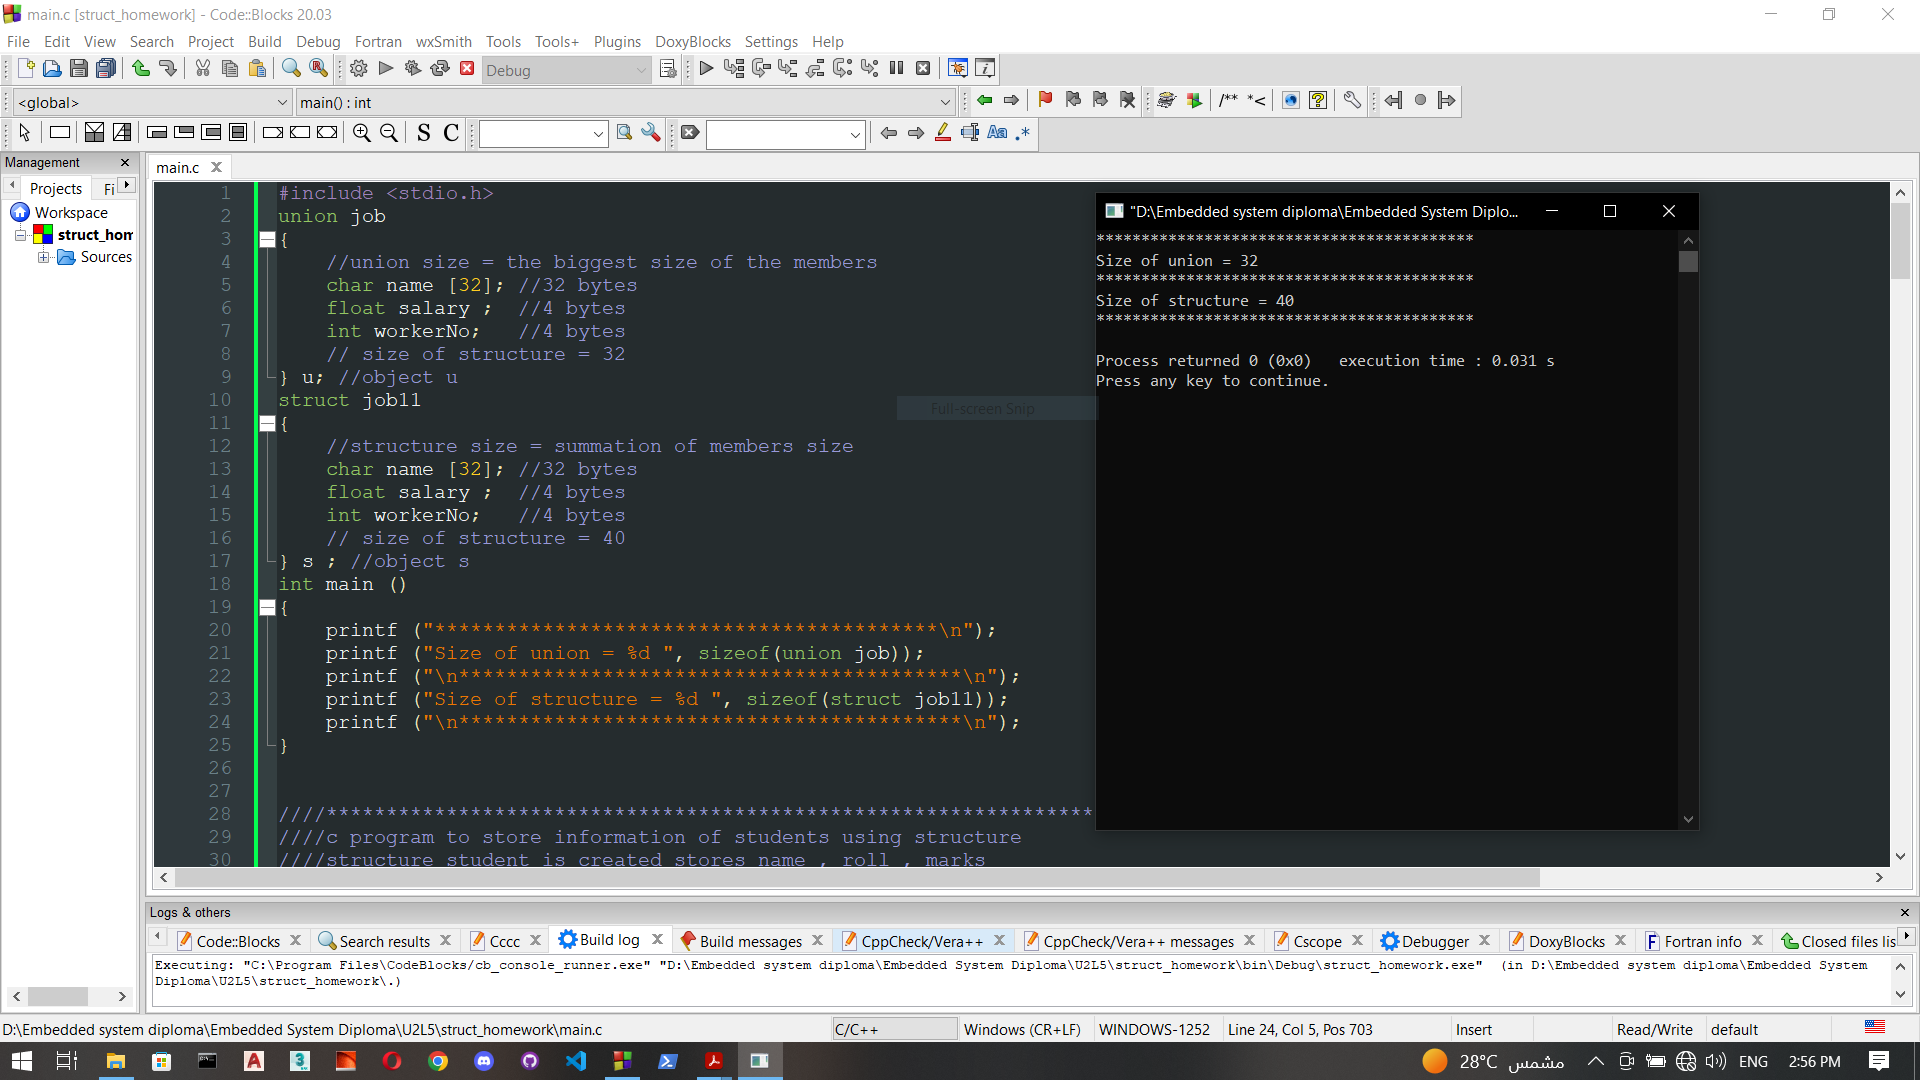 main.c [struct_homework] - Code::Blocks 20.03
File Edit View Search Project Build Debug Fortran wxSmith Tools Tools+ Plugins DoxyBlocks Settings Help
Debug
<global> main() : int /** *<
S C Aa .*
Management
Projects Fi
Workspace
struct_hom
Sources
main.c
1 #include <stdio.h>
2 union job
3 {
4 //union size = the biggest size of the members
5 char name [32]; //32 bytes
6 float salary ; //4 bytes
7 int workerNo; //4 bytes
8 // size of structure = 32
9 } u; //object u
10 struct job11
11 {
12 //structure size = summation of members size
13 char name [32]; //32 bytes
14 float salary ; //4 bytes
15 int workerNo; //4 bytes
16 // size of structure = 40
17 } s ; //object s
18 int main ()
19 {
20 printf ("******************************************\n");
21 printf ("Size of union = %d ", sizeof(union job));
22 printf ("\n******************************************\n");
23 printf ("Size of structure = %d ", sizeof(struct job11));
24 printf ("\n******************************************\n");
25 }
26
27
28 ////****************************************************************
29 ////c program to store information of students using structure
30 ////structure student is created stores name , roll , marks
Full-screen Snip
"D:\Embedded system diploma\Embedded System Diplo...
******************************************
Size of union = 32
******************************************
Size of structure = 40
******************************************
Process returned 0 (0x0) execution time : 0.031 s
Press any key to continue.
Logs & others
Code::Blocks Search results Cccc Build log Build messages CppCheck/Vera++ CppCheck/Vera++ messages Cscope Debugger DoxyBlocks Fortran info Closed files lis
Executing: "C:\Program Files\CodeBlocks/cb_console_runner.exe" "D:\Embedded system diploma\Embedded System Diploma\U2L5\struct_homework\bin\Debug\struct_homework.exe" (in D:\Embedded system diploma\Embedded System
Diploma\U2L5\struct_homework\.)
D:\Embedded system diploma\Embedded System Diploma\U2L5\struct_homework\main.c C/C++ Windows (CR+LF) WINDOWS-1252 Line 24, Col 5, Pos 703 Insert Read/Write default
28°C مشمس ENG 2:56 PM